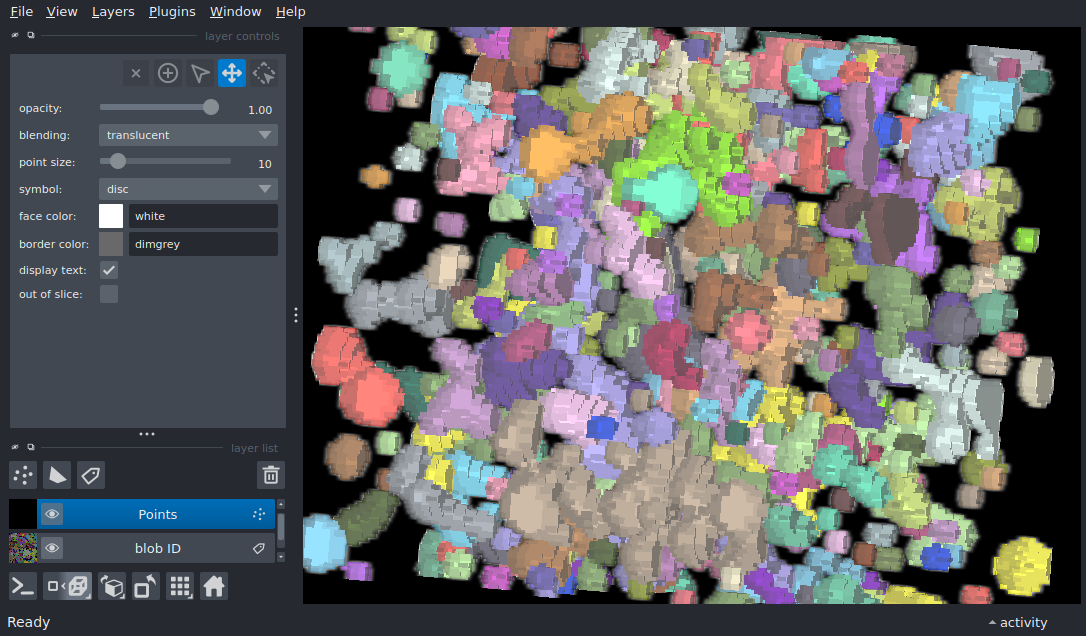 File View Layers Plugins Window Help
layer controls
opacity: 1.00
blending: translucent
point size: 10
symbol: disc
face color: white
border color: dimgrey
display text:
out of slice:
layer list
Points
blob ID
Ready
activity